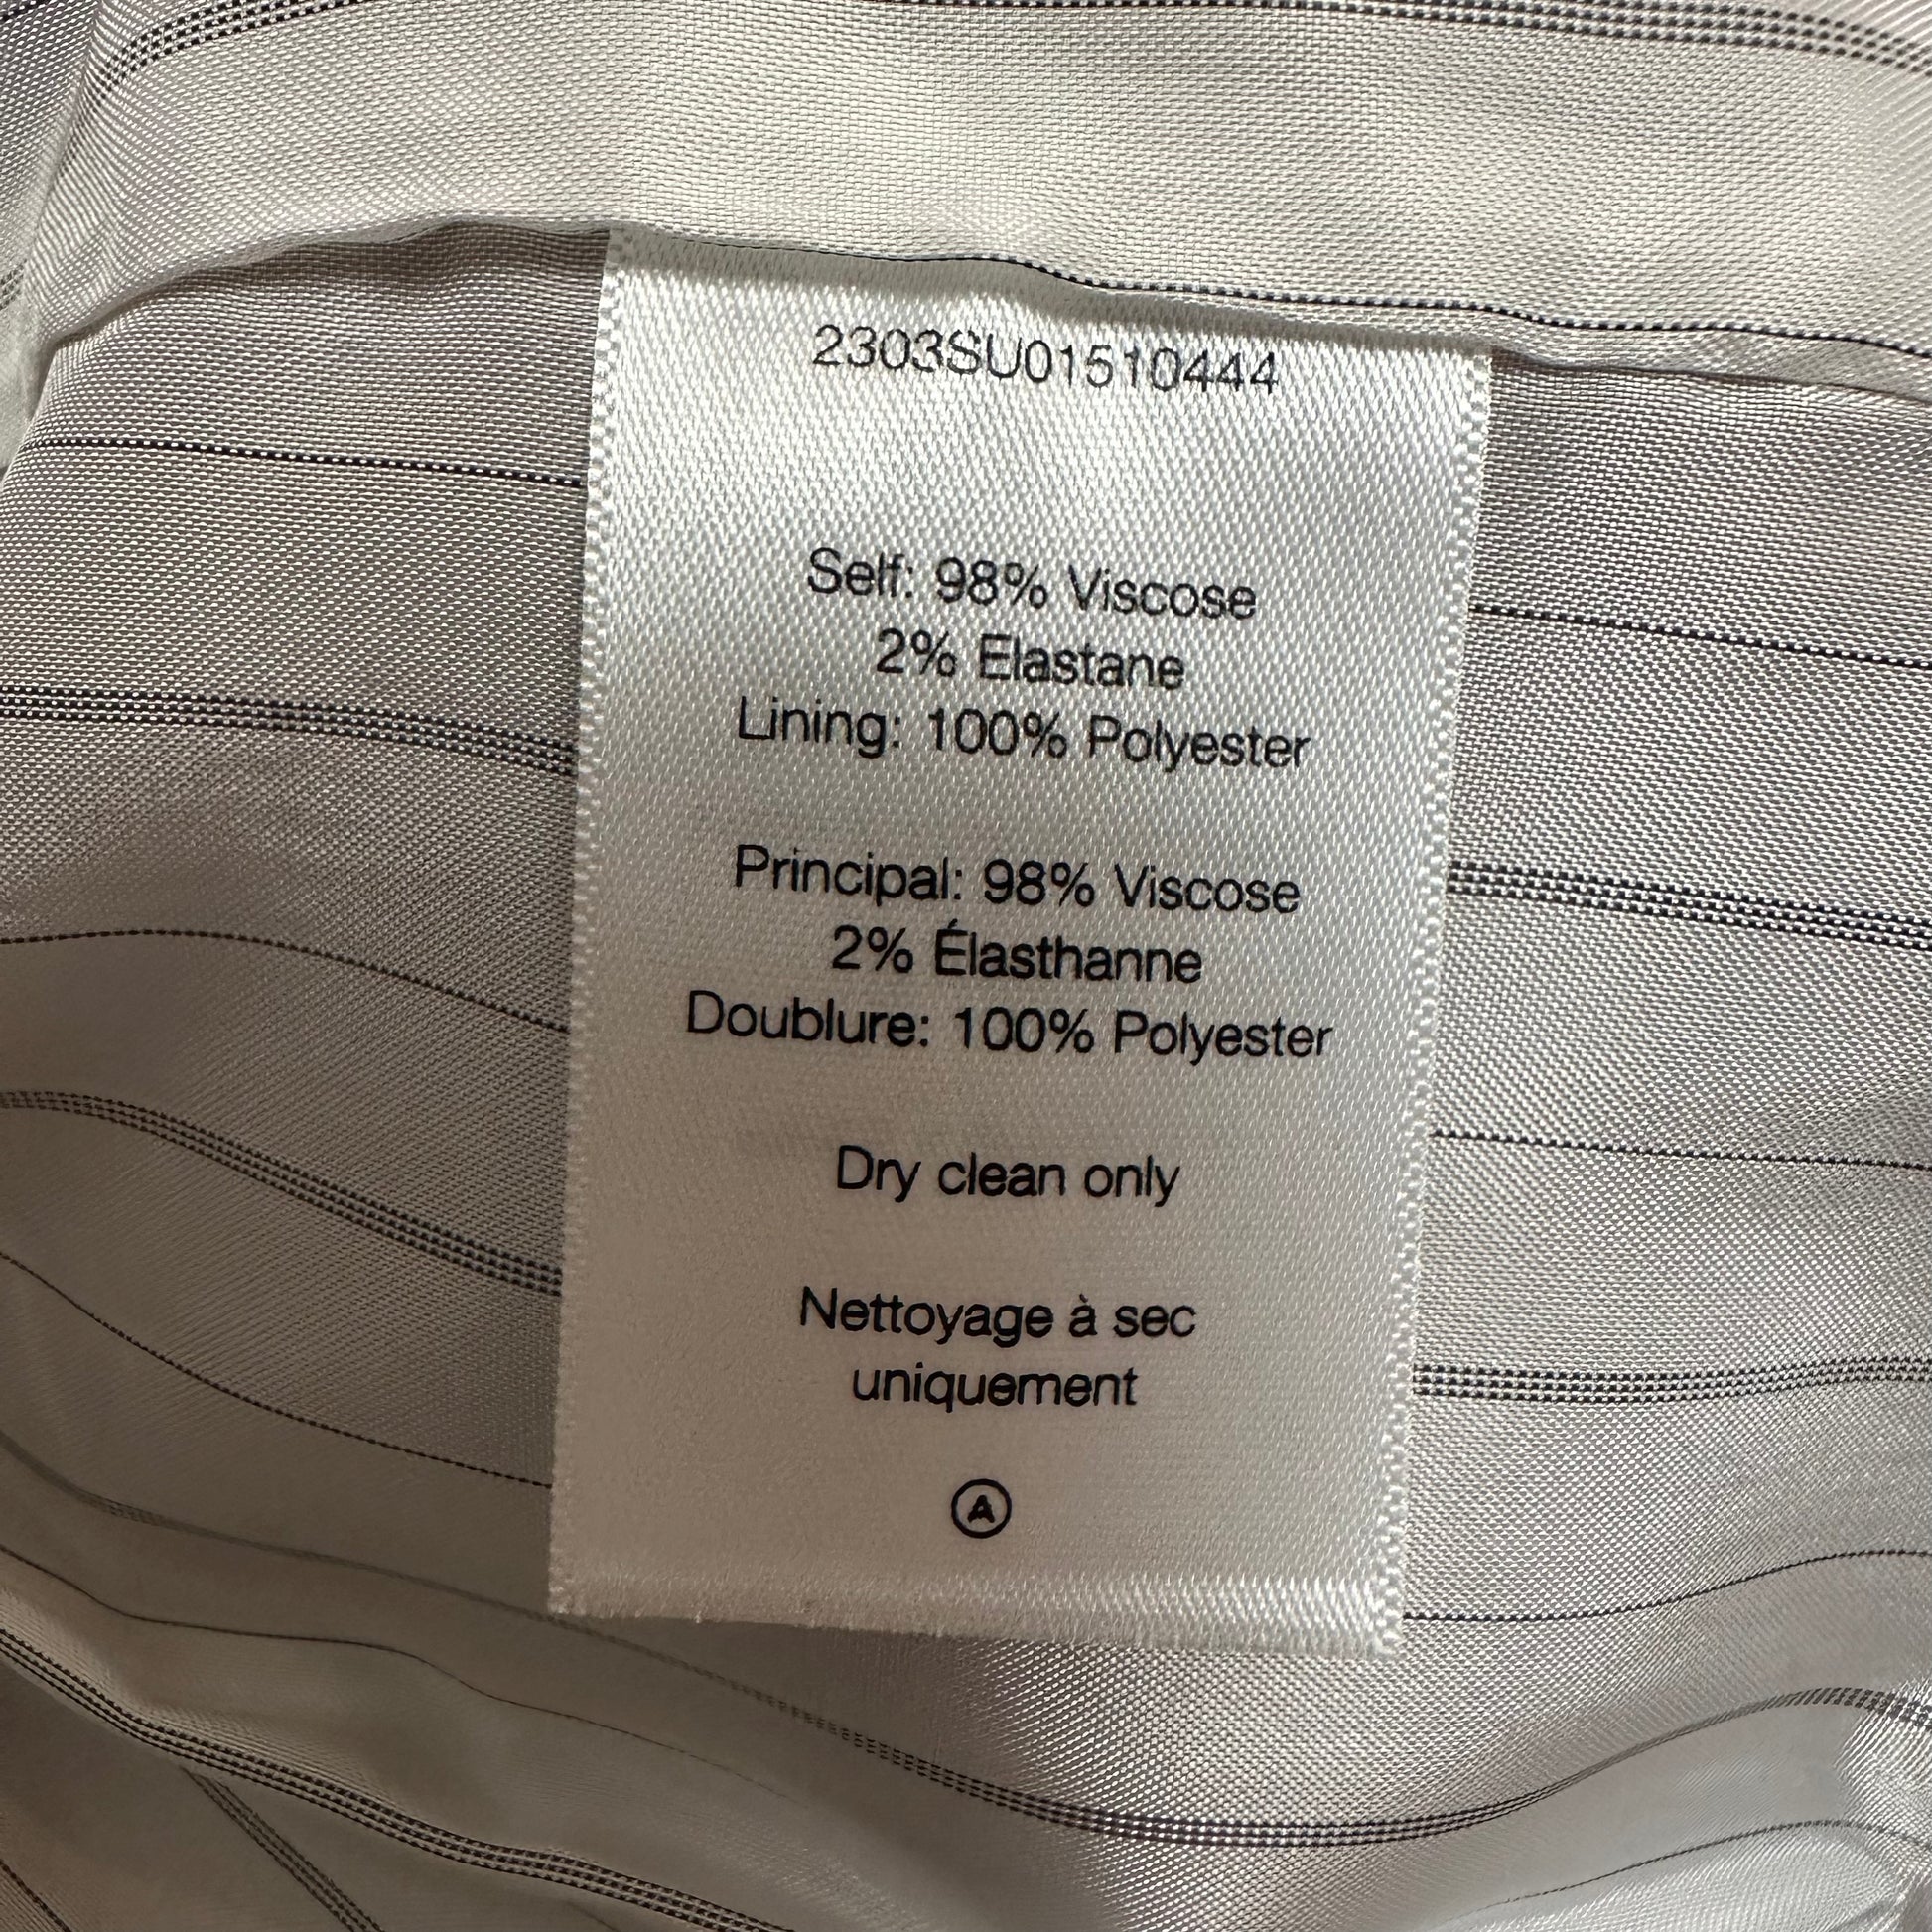 2303SU01510444
Self: 98% Viscose
2% Elastane
Lining: 100% Polyester
Principal: 98% Viscose
2% Élasthanne
Doublure: 100% Polyester
Dry clean only
Nettoyage à sec
uniquement
A